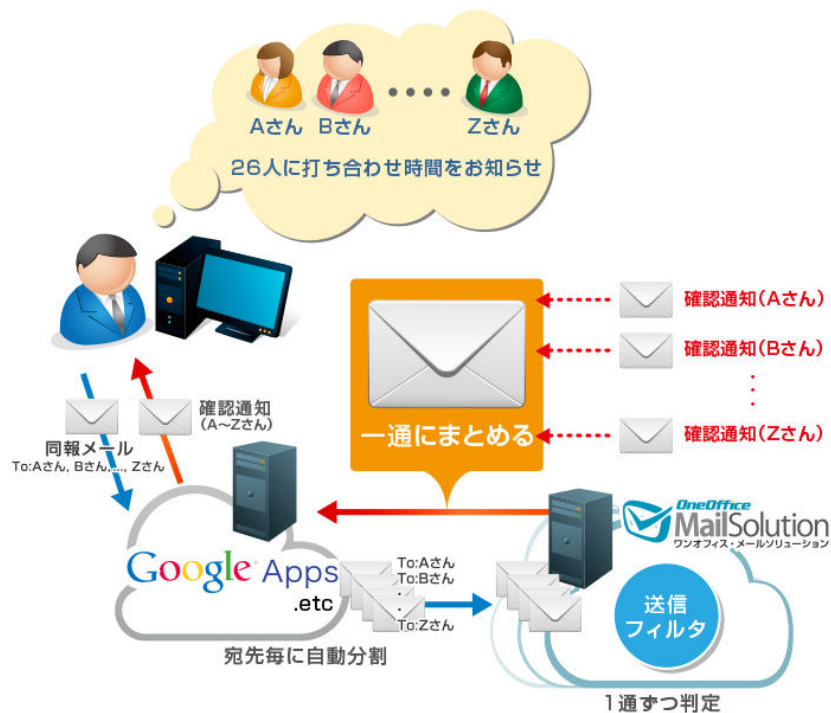 Aさん Bさん ・・・・ Zさん
26人に打ち合わせ時間をお知らせ
確認通知(Aさん)
確認通知(Bさん)
・
・
・
確認通知(Zさん)
一通にまとめる
確認通知
(A〜Zさん)
同報メール
To:Aさん, Bさん,..., Zさん
OneOffice
MailSolution
ワンオフィス・メールソリューション
Google Apps
.etc
To:Aさん
To:Bさん
.
.
To:Zさん
送信
フィルタ
宛先毎に自動分割
1通ずつ判定